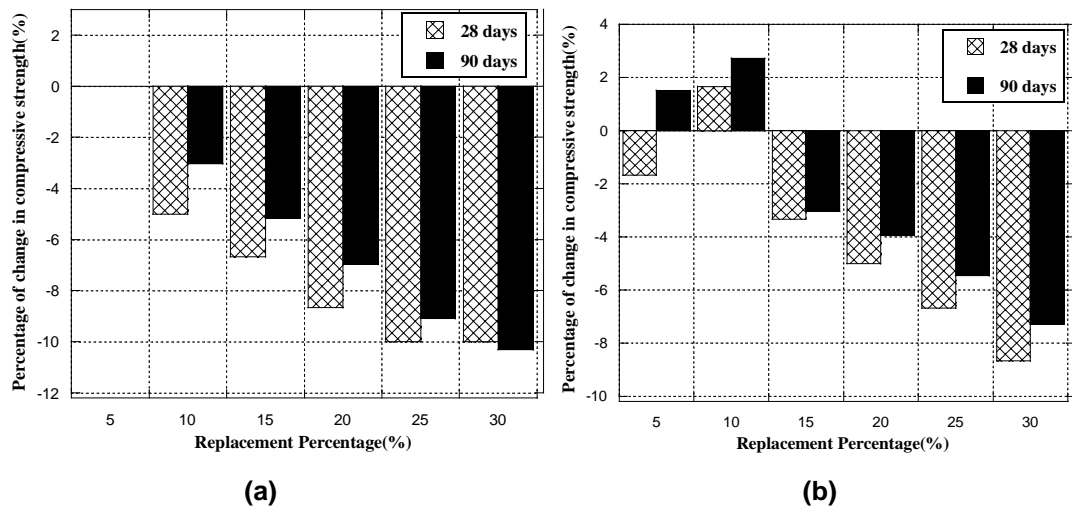 Percentage of change in compressive strength(%)
2
0
-2
-4
-6
-8
-10
-12
28 days
90 days
5 10 15 20 25 30
Replacement Percentage(%)
(a)
Percentage of change in compressive strength(%)
4
2
0
-2
-4
-6
-8
-10
28 days
90 days
5 10 15 20 25 30
Replacement Percentage(%)
(b)